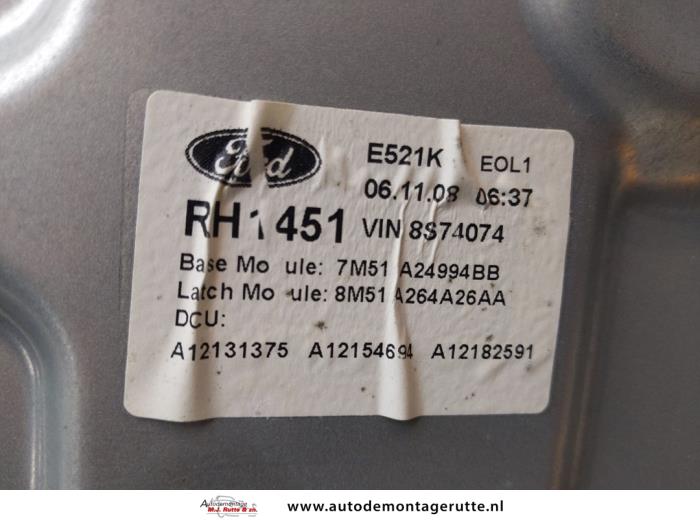 Ford
E521K EOL1
06.11.08 06:37
RH1451 VIN 8S74074
Base Mo ule: 7M51 A24994BB
Latch Mo ule: 8M51 A264A26AA
DCU:
A12131375 A12154694 A12182591
Autodemontage
M.J. Rutte & zn.
www.autodemontagerutte.nl